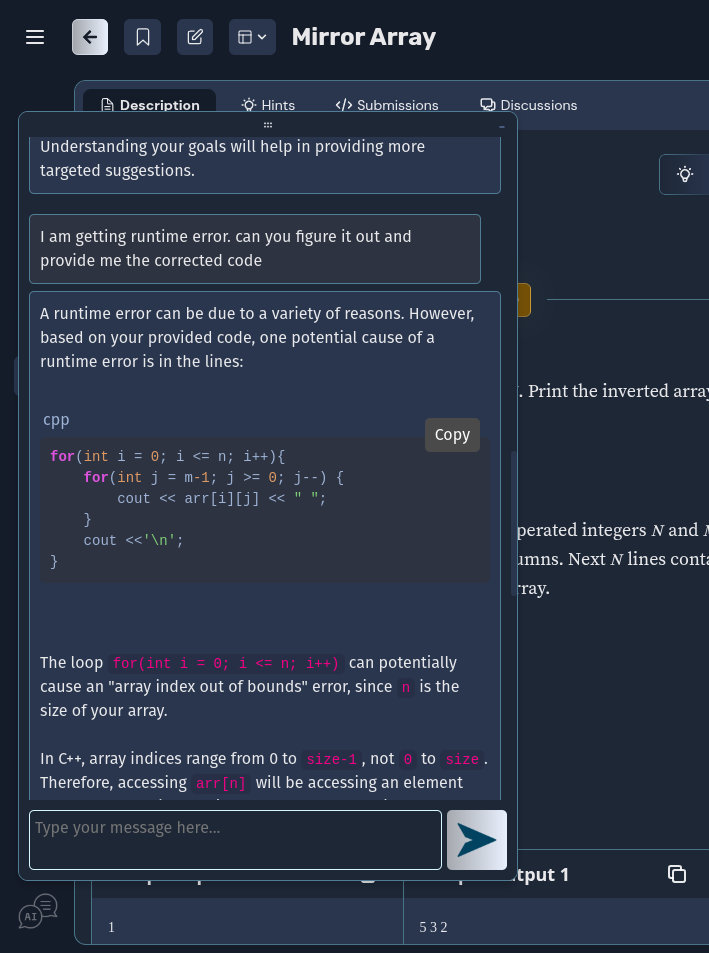 Mirror Array
Description
Hints
Submissions
Discussions
Understanding your goals will help in providing more
targeted suggestions.
I am getting runtime error. can you figure it out and
provide me the corrected code
A runtime error can be due to a variety of reasons. However,
based on your provided code, one potential cause of a
runtime error is in the lines:
cpp
Copy
for(int i = 0; i <= n; i++){
for(int j = m-1; j >= 0; j--) {
cout << arr[i][j] << " ";
}
cout <<'\n';
}
The loop for(int i = 0; i <= n; i++) can potentially
cause an "array index out of bounds" error, since n is the
size of your array.
In C++, array indices range from 0 to size-1, not 0 to size.
Therefore, accessing arr[n] will be accessing an element
Type your message here...
AI
. Print the inverted array
integers N and
Next N lines
1
5 3 2